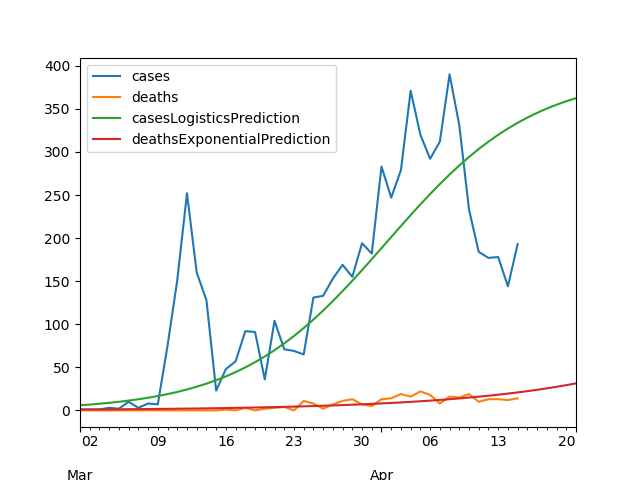 400
350
300
250
200
150
100
50
0
cases
deaths
casesLogisticsPrediction
deathsExponentialPrediction
02 09 16 23 30 06 13 20
Mar Apr